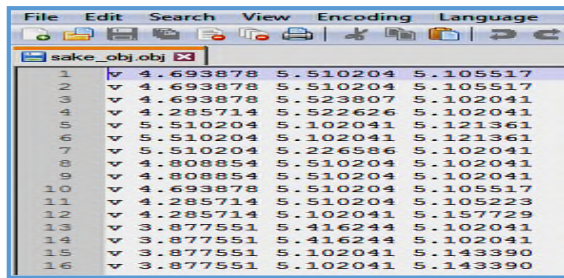 File Edit Search View Encoding Language
sake_obj.obj
1 v 4.693878 5.510204 5.105517
2 v 4.693878 5.510204 5.105517
3 v 4.693878 5.523807 5.102041
4 v 4.285714 5.522626 5.102041
5 v 5.510204 5.102041 5.121361
6 v 5.510204 5.102041 5.121361
7 v 5.510204 5.226586 5.102041
8 v 4.808854 5.510204 5.102041
9 v 4.808854 5.510204 5.102041
10 v 4.693878 5.510204 5.105517
11 v 4.285714 5.510204 5.105223
12 v 4.285714 5.102041 5.157729
13 v 3.877551 5.416244 5.102041
14 v 3.877551 5.416244 5.102041
15 v 3.877551 5.102041 5.143390
16 v 3.877551 5.102041 5.143390